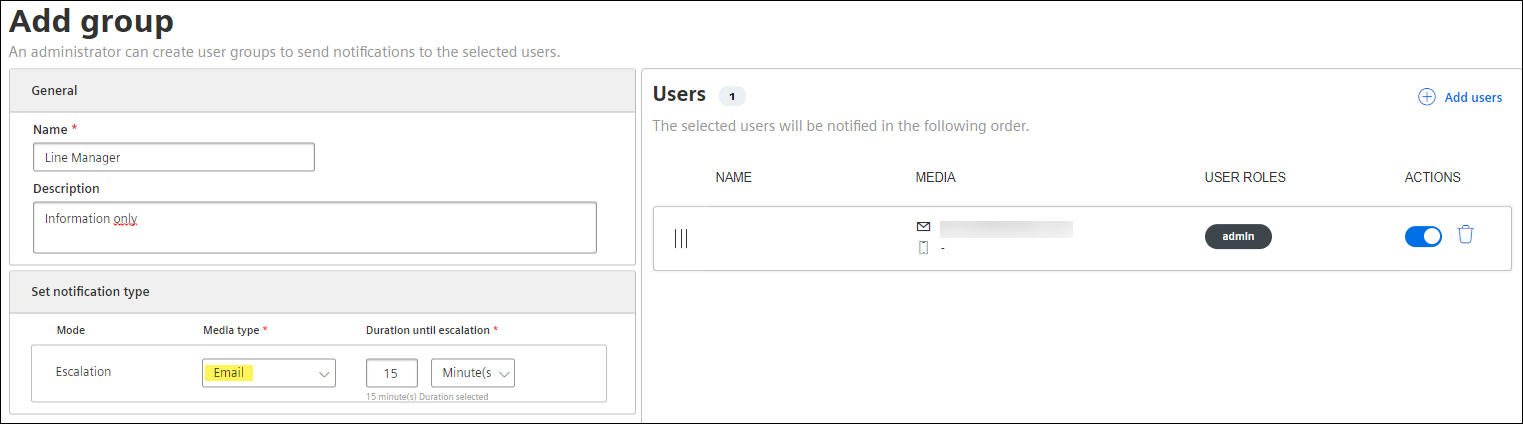 Add group
An administrator can create user groups to send notifications to the selected users.
General
Name *
Line Manager
Description
Information only
Set notification type
Mode Media type * Duration until escalation *
Escalation Email 15 Minute(s
15 minute(s) Duration selected
Users 1 Add users
The selected users will be notified in the following order.
NAME MEDIA USER ROLES ACTIONS
admin
-